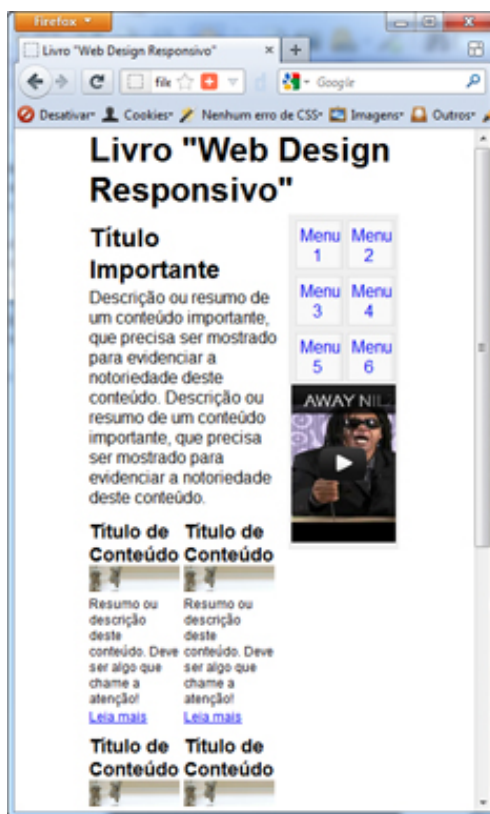 Firefox
Livro "Web Design Responsivo"
file
Google
Desativar
Cookies
Nenhum erro de CSS
Imagens
Outros
Livro "Web Design
Responsivo"
Título
Importante
Descrição ou resumo de
um conteúdo importante,
que precisa ser mostrado
para evidenciar a
notoriedade deste
conteúdo. Descrição ou
resumo de um conteúdo
importante, que precisa
ser mostrado para
evidenciar a notoriedade
deste conteúdo.
Menu 1
Menu 2
Menu 3
Menu 4
Menu 5
Menu 6
AWAY NIL
Título de
Conteúdo
Resumo ou
descrição
deste
conteúdo. Deve
ser algo que
chame a
atenção!
Leia mais
Título de
Conteúdo
Resumo ou
descrição
deste
conteúdo. Deve
ser algo que
chame a
atenção!
Leia mais
Título de
Conteúdo
Título de
Conteúdo